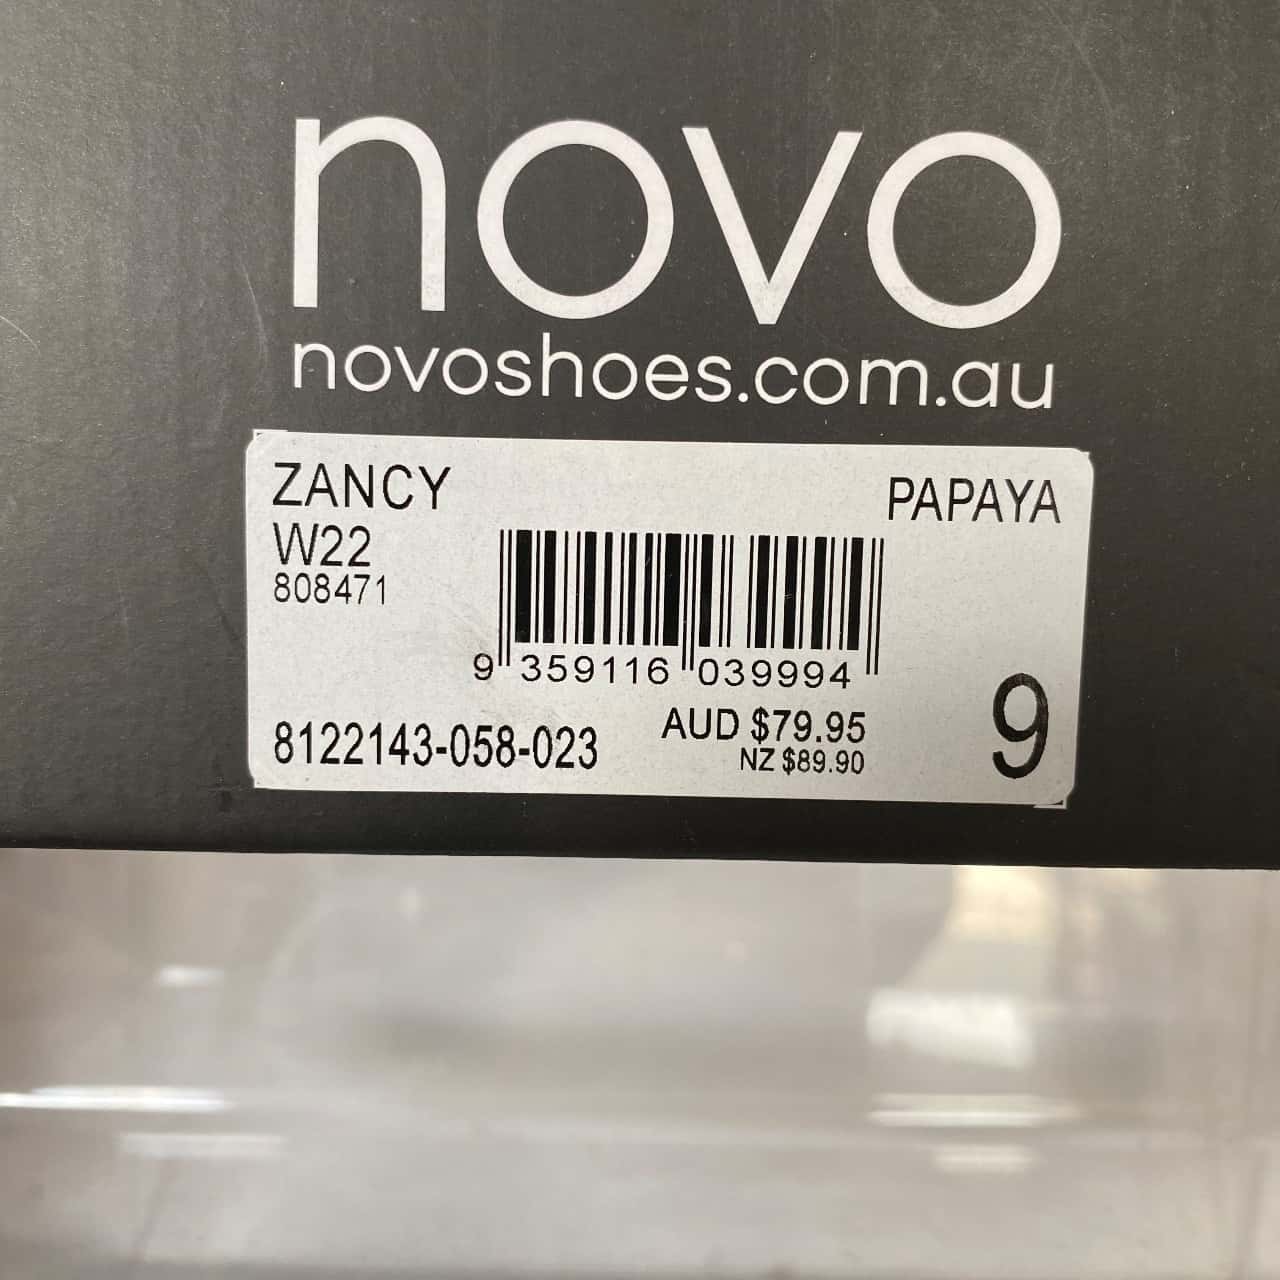 novo
novoshoes.com.au
ZANCY
PAPAYA
W22
808471
9 359116 039994
8122143-058-023
AUD $79.95
NZ $89.90
9